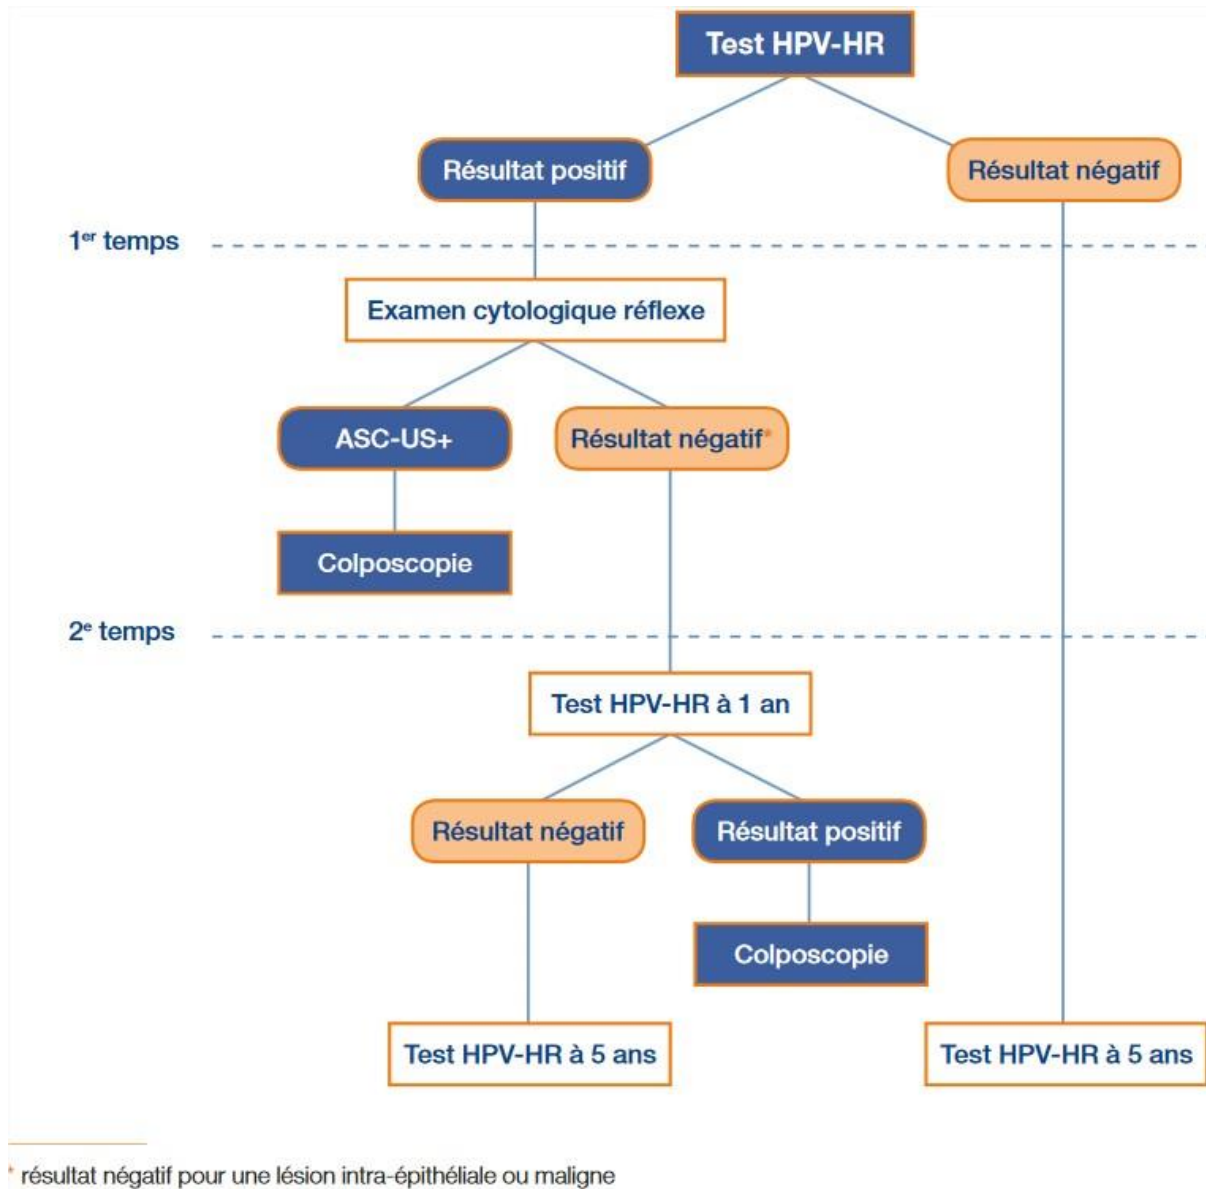 Test HPV-HR
Résultat positif
Résultat négatif
1er temps
Examen cytologique réflexe
ASC-US+
Résultat négatif*
Colposcopie
2e temps
Test HPV-HR à 1 an
Résultat négatif
Résultat positif
Colposcopie
Test HPV-HR à 5 ans
Test HPV-HR à 5 ans
* résultat négatif pour une lésion intra-épithéliale ou maligne